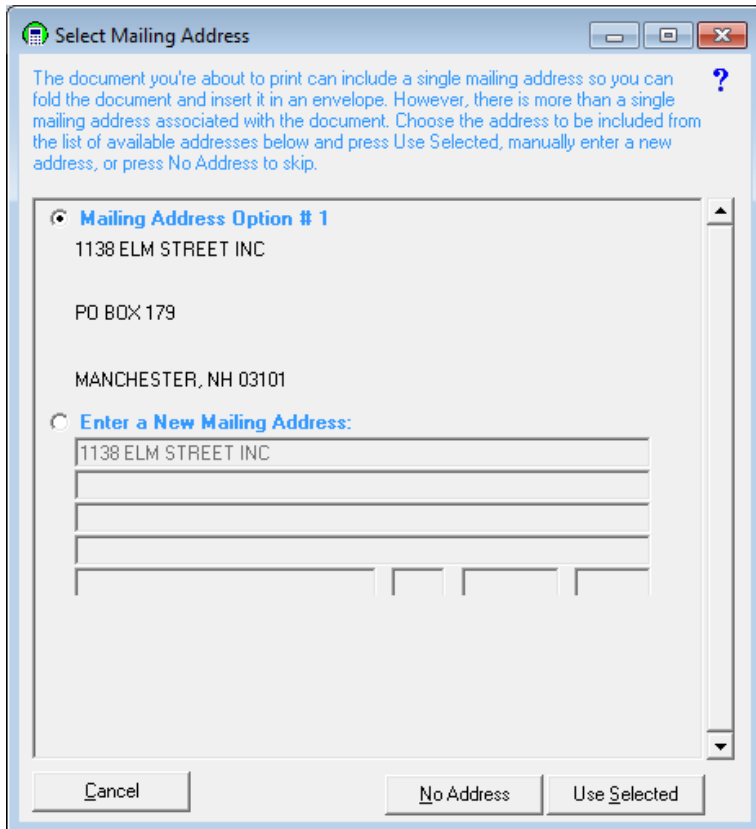 Select Mailing Address
The document you're about to print can include a single mailing address so you can
fold the document and insert it in an envelope. However, there is more than a single
mailing address associated with the document. Choose the address to be included from
the list of available addresses below and press Use Selected, manually enter a new
address, or press No Address to skip.
?
Mailing Address Option # 1
1138 ELM STREET INC
PO BOX 179
MANCHESTER, NH 03101
Enter a New Mailing Address:
1138 ELM STREET INC
Cancel
No Address
Use Selected